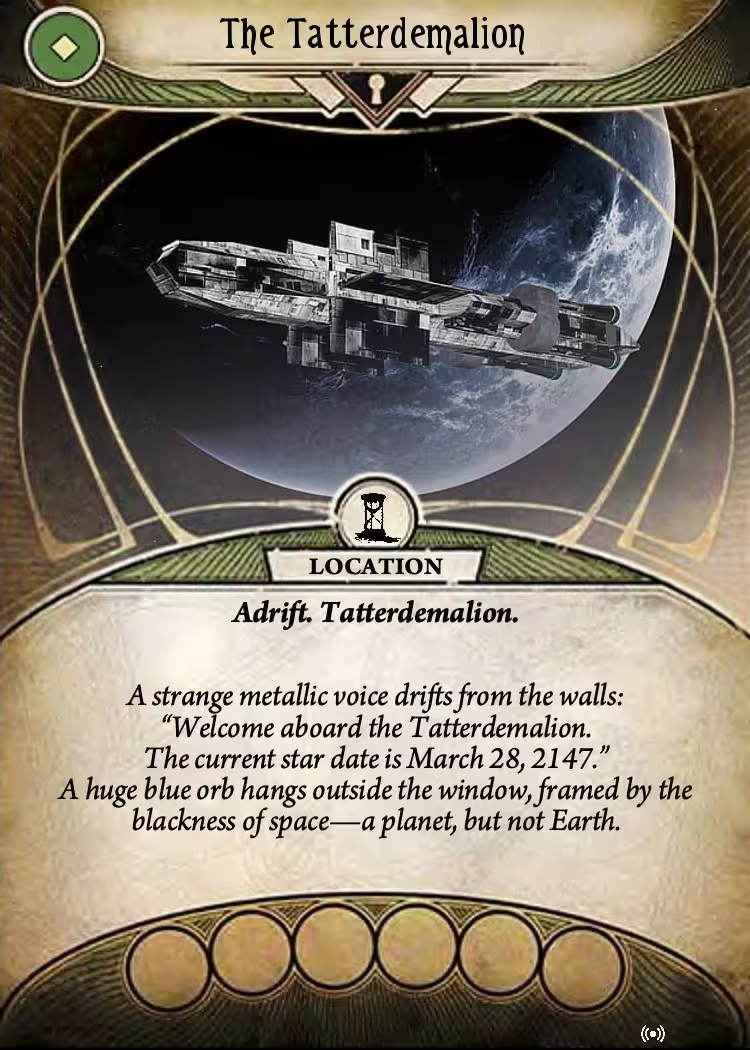 The Tatterdemalion
LOCATION
Adrift. Tatterdemalion.
A strange metallic voice drifts from the walls:
“Welcome aboard the Tatterdemalion.
The current star date is March 28, 2147.”
A huge blue orb hangs outside the window, framed by the
blackness of space—a planet, but not Earth.